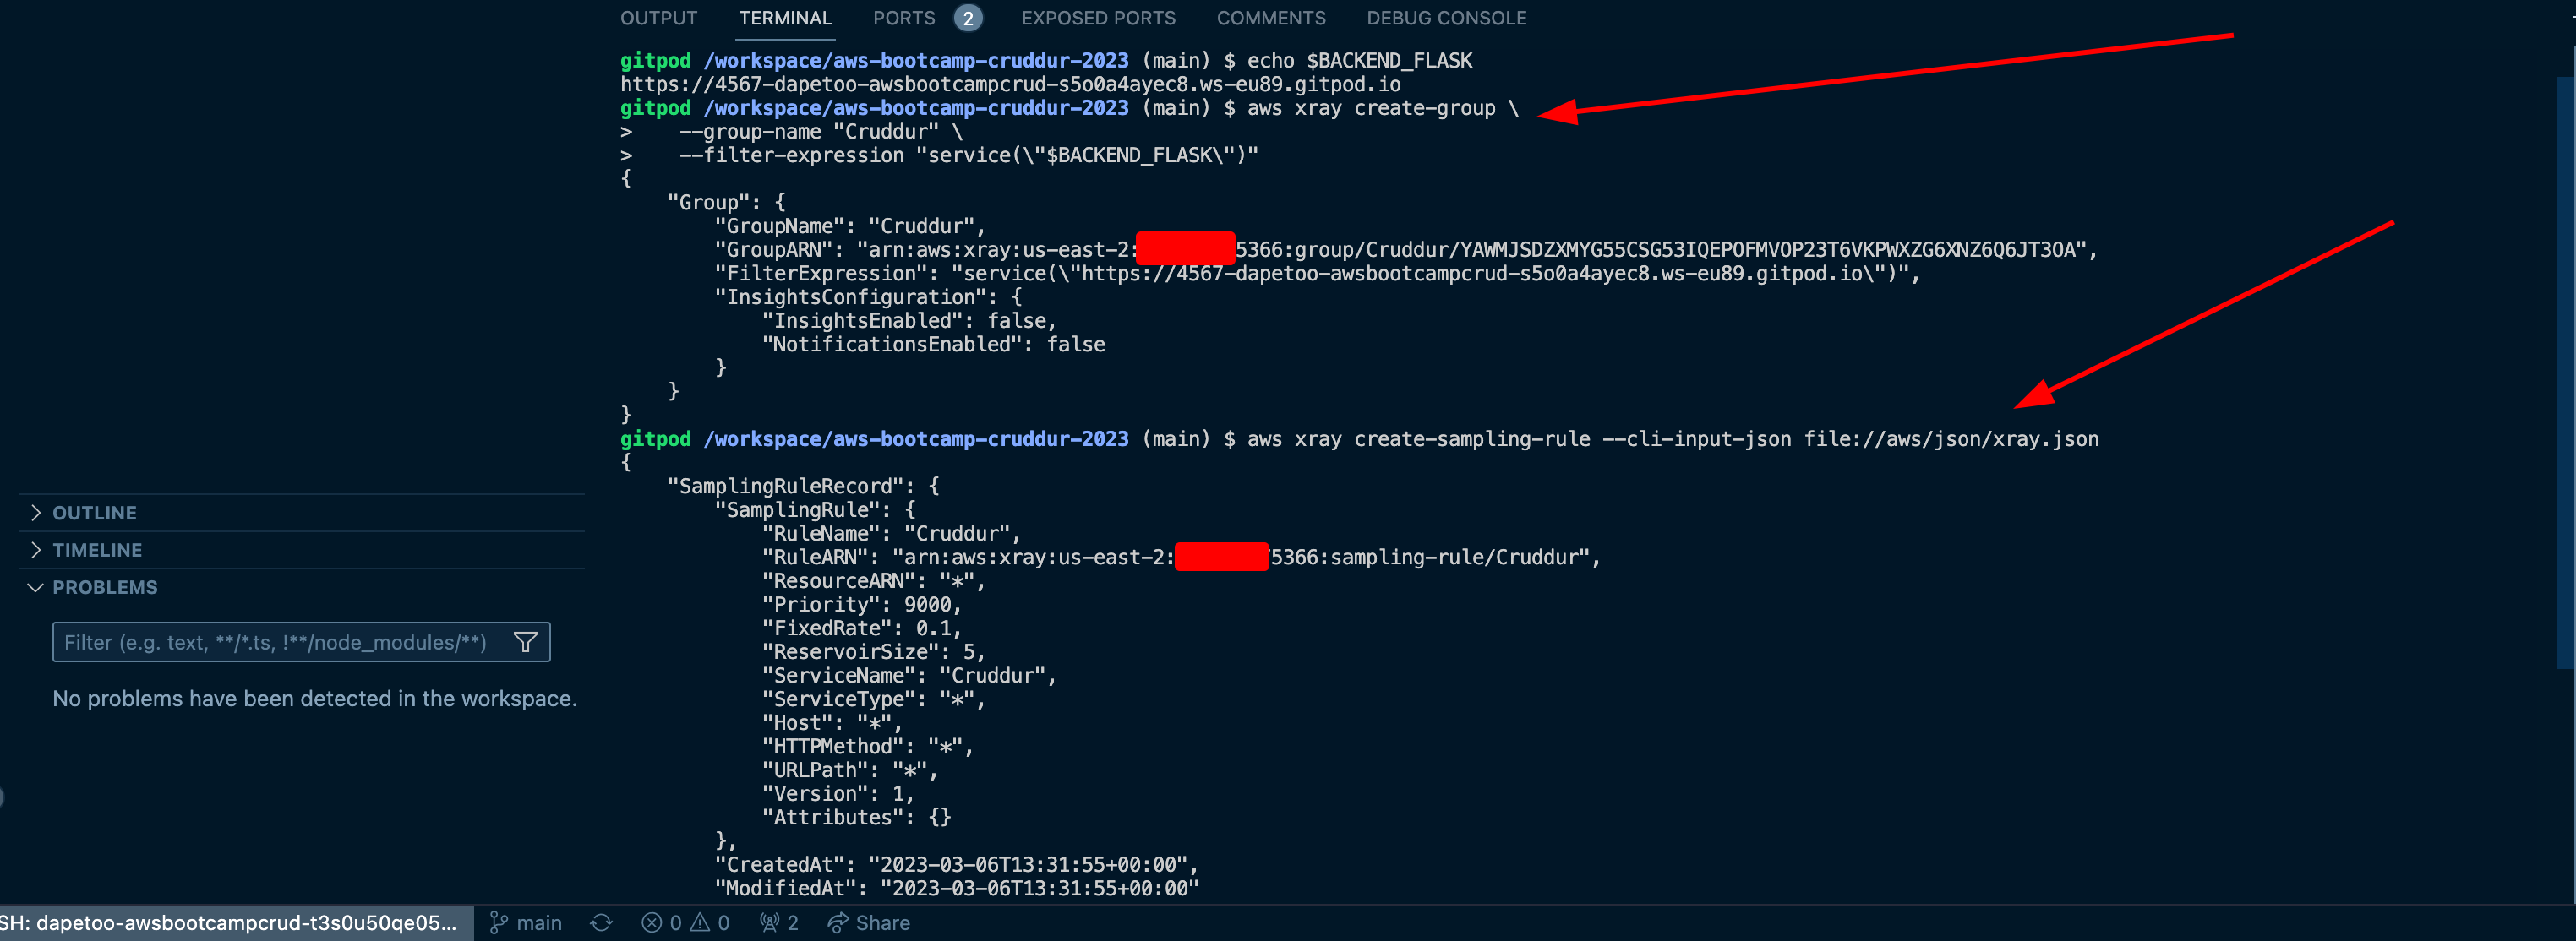 OUTPUT TERMINAL PORTS 2 EXPOSED PORTS COMMENTS DEBUG CONSOLE
gitpod /workspace/aws-bootcamp-cruddur-2023 (main) $ echo $BACKEND_FLASK
https://4567-dapetoo-awsbootcampcrud-s5o0a4ayec8.ws-eu89.gitpod.io
gitpod /workspace/aws-bootcamp-cruddur-2023 (main) $ aws xray create-group \
>    --group-name "Cruddur" \
>    --filter-expression "service(\"$BACKEND_FLASK\")"
{
    "Group": {
        "GroupName": "Cruddur",
        "GroupARN": "arn:aws:xray:us-east-2:5366:group/Cruddur/YAWMJSDZXMYG55CSG53IQEPOFMVOP23T6VKPWXZG6XNZ6Q6JT3OA",
        "FilterExpression": "service(\"https://4567-dapetoo-awsbootcampcrud-s5o0a4ayec8.ws-eu89.gitpod.io\")",
        "InsightsConfiguration": {
            "InsightsEnabled": false,
            "NotificationsEnabled": false
        }
    }
}
gitpod /workspace/aws-bootcamp-cruddur-2023 (main) $ aws xray create-sampling-rule --cli-input-json file://aws/json/xray.json
{
    "SamplingRuleRecord": {
        "SamplingRule": {
            "RuleName": "Cruddur",
            "RuleARN": "arn:aws:xray:us-east-2:5366:sampling-rule/Cruddur",
            "ResourceARN": "*",
            "Priority": 9000,
            "FixedRate": 0.1,
            "ReservoirSize": 5,
            "ServiceName": "Cruddur",
            "ServiceType": "*",
            "Host": "*",
            "HTTPMethod": "*",
            "URLPath": "*",
            "Version": 1,
            "Attributes": {}
        },
        "CreatedAt": "2023-03-06T13:31:55+00:00",
        "ModifiedAt": "2023-03-06T13:31:55+00:00"
OUTLINE
TIMELINE
PROBLEMS
Filter (e.g. text, **/*.ts, !**/node_modules/**)
No problems have been detected in the workspace.
SH: dapetoo-awsbootcampcrud-t3s0u50qe05... main 0 0 2 Share